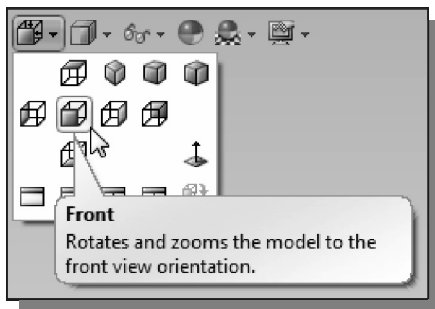 Front
Rotates and zooms the model to the
front view orientation.